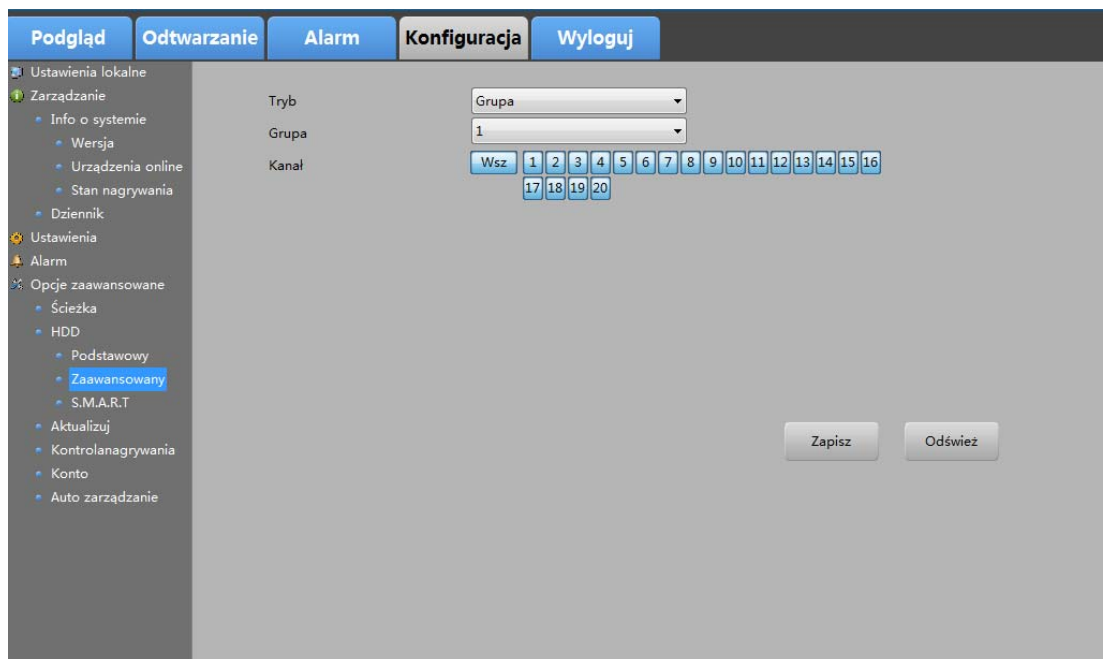 Podgląd Odtwarzanie Alarm Konfiguracja Wyloguj
Ustawienia lokalne
Zarządzanie
Info o systemie
Wersja
Urządzenia online
Stan nagrywania
Dziennik
Ustawienia
Alarm
Opcje zaawansowane
Ścieżka
HDD
Podstawowy
Zaawansowany
S.M.A.R.T
Aktualizuj
Kontrolanagrywania
Konto
Auto zarządzanie
Tryb Grupa
Grupa 1
Kanał Wsz 1 2 3 4 5 6 7 8 9 10 11 12 13 14 15 16
17 18 19 20
Zapisz Odśwież